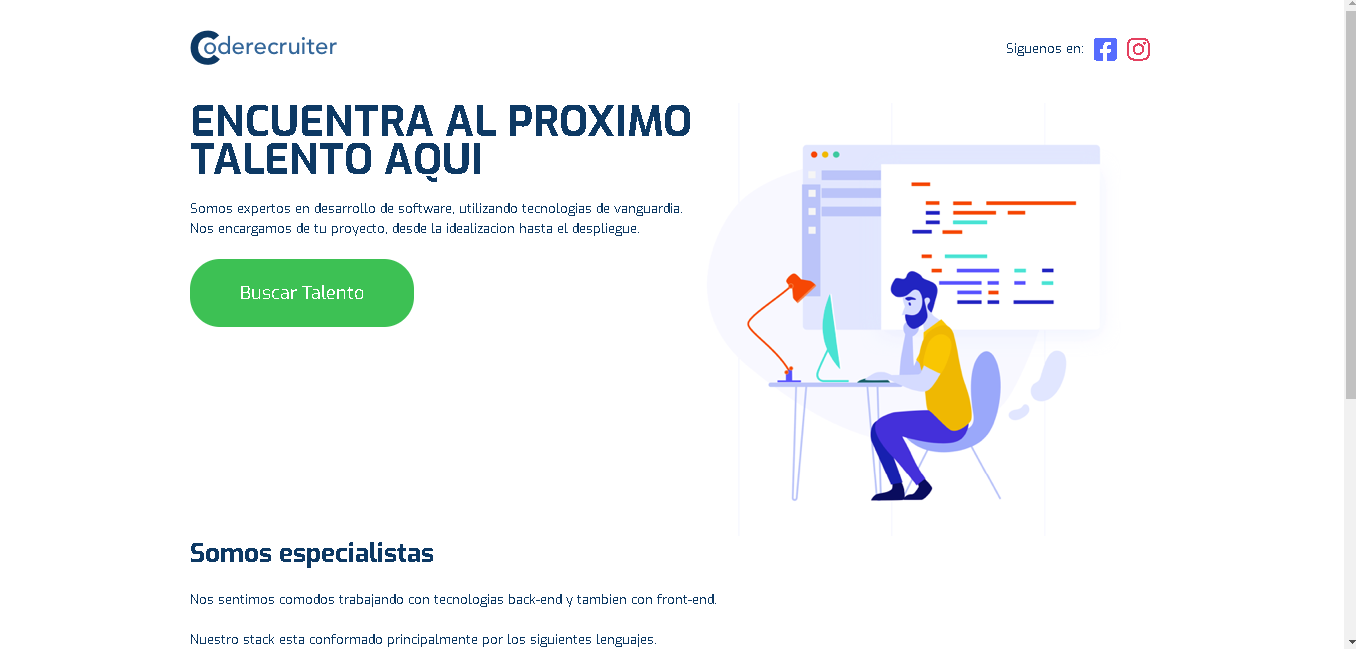 Coderecruiter
Siguenos en:
ENCUENTRA AL PROXIMO
TALENTO AQUI
Somos expertos en desarrollo de software, utilizando tecnologias de vanguardia.
Nos encargamos de tu proyecto, desde la idealizacion hasta el despliegue.
Buscar Talento
Somos especialistas
Nos sentimos comodos trabajando con tecnologias back-end y tambien con front-end.
Nuestro stack esta conformado principalmente por los siguientes lenguajes.